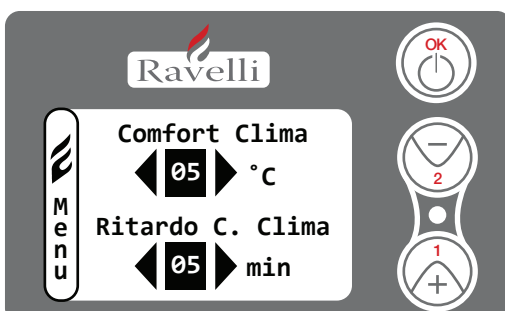 Ravelli
OK
Comfort Clima
05 °C
2
Menu
Ritardo C. Clima
05 min
1